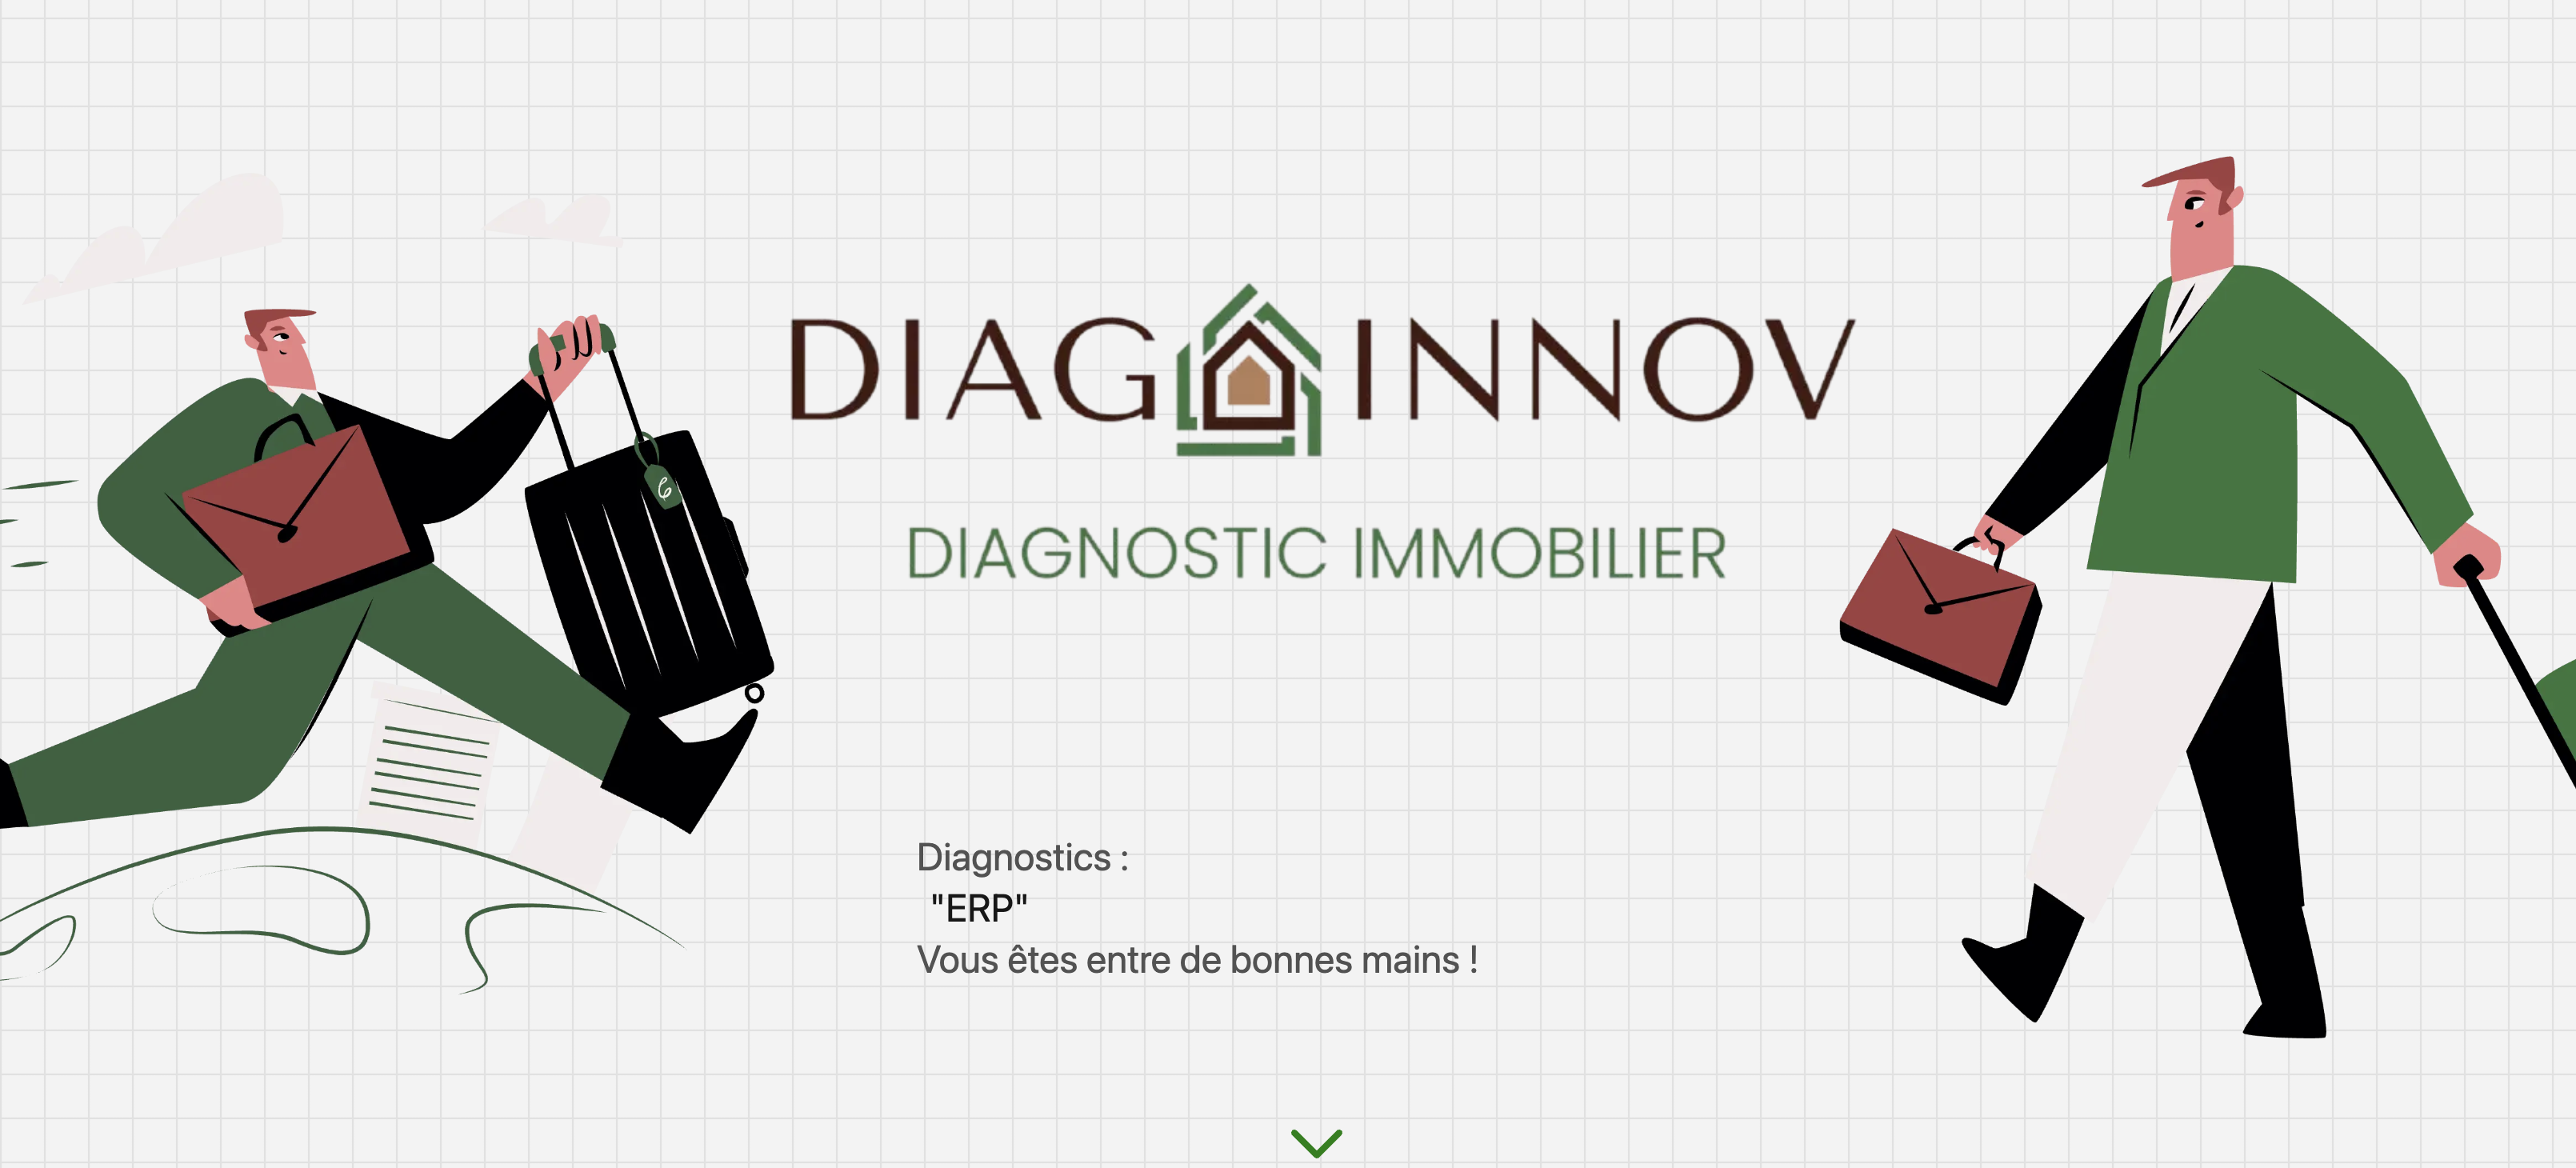 DIAG INNOV
DIAGNOSTIC IMMOBILIER
Diagnostics :
"ERP"
Vous êtes entre de bonnes mains !